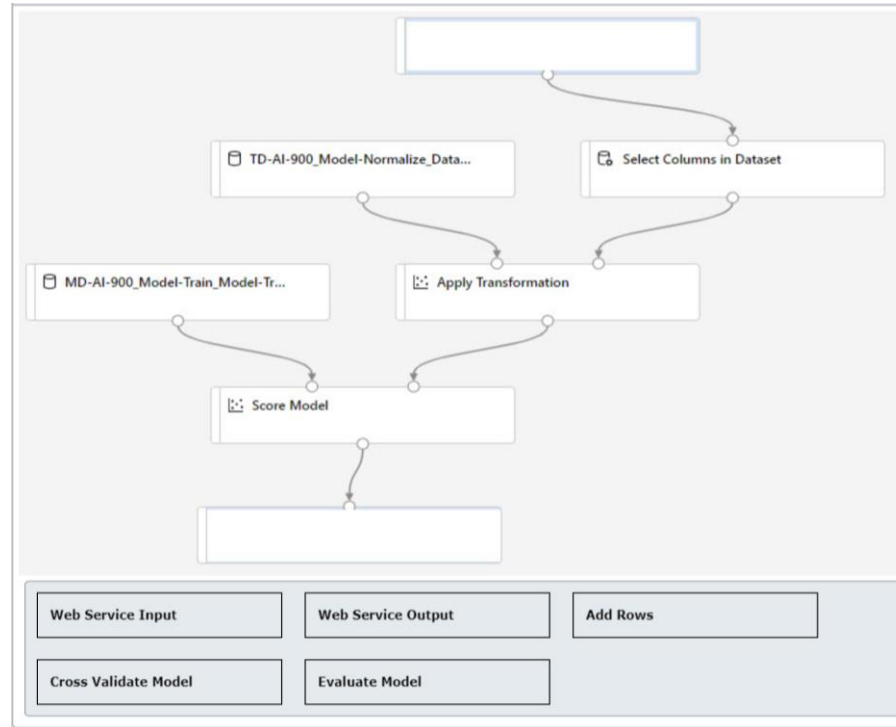 TD-AI-900_Model-Normalize_Data...
Select Columns in Dataset
MD-AI-900_Model-Train_Model-Tr...
Apply Transformation
Score Model
Web Service Input
Web Service Output
Add Rows
Cross Validate Model
Evaluate Model